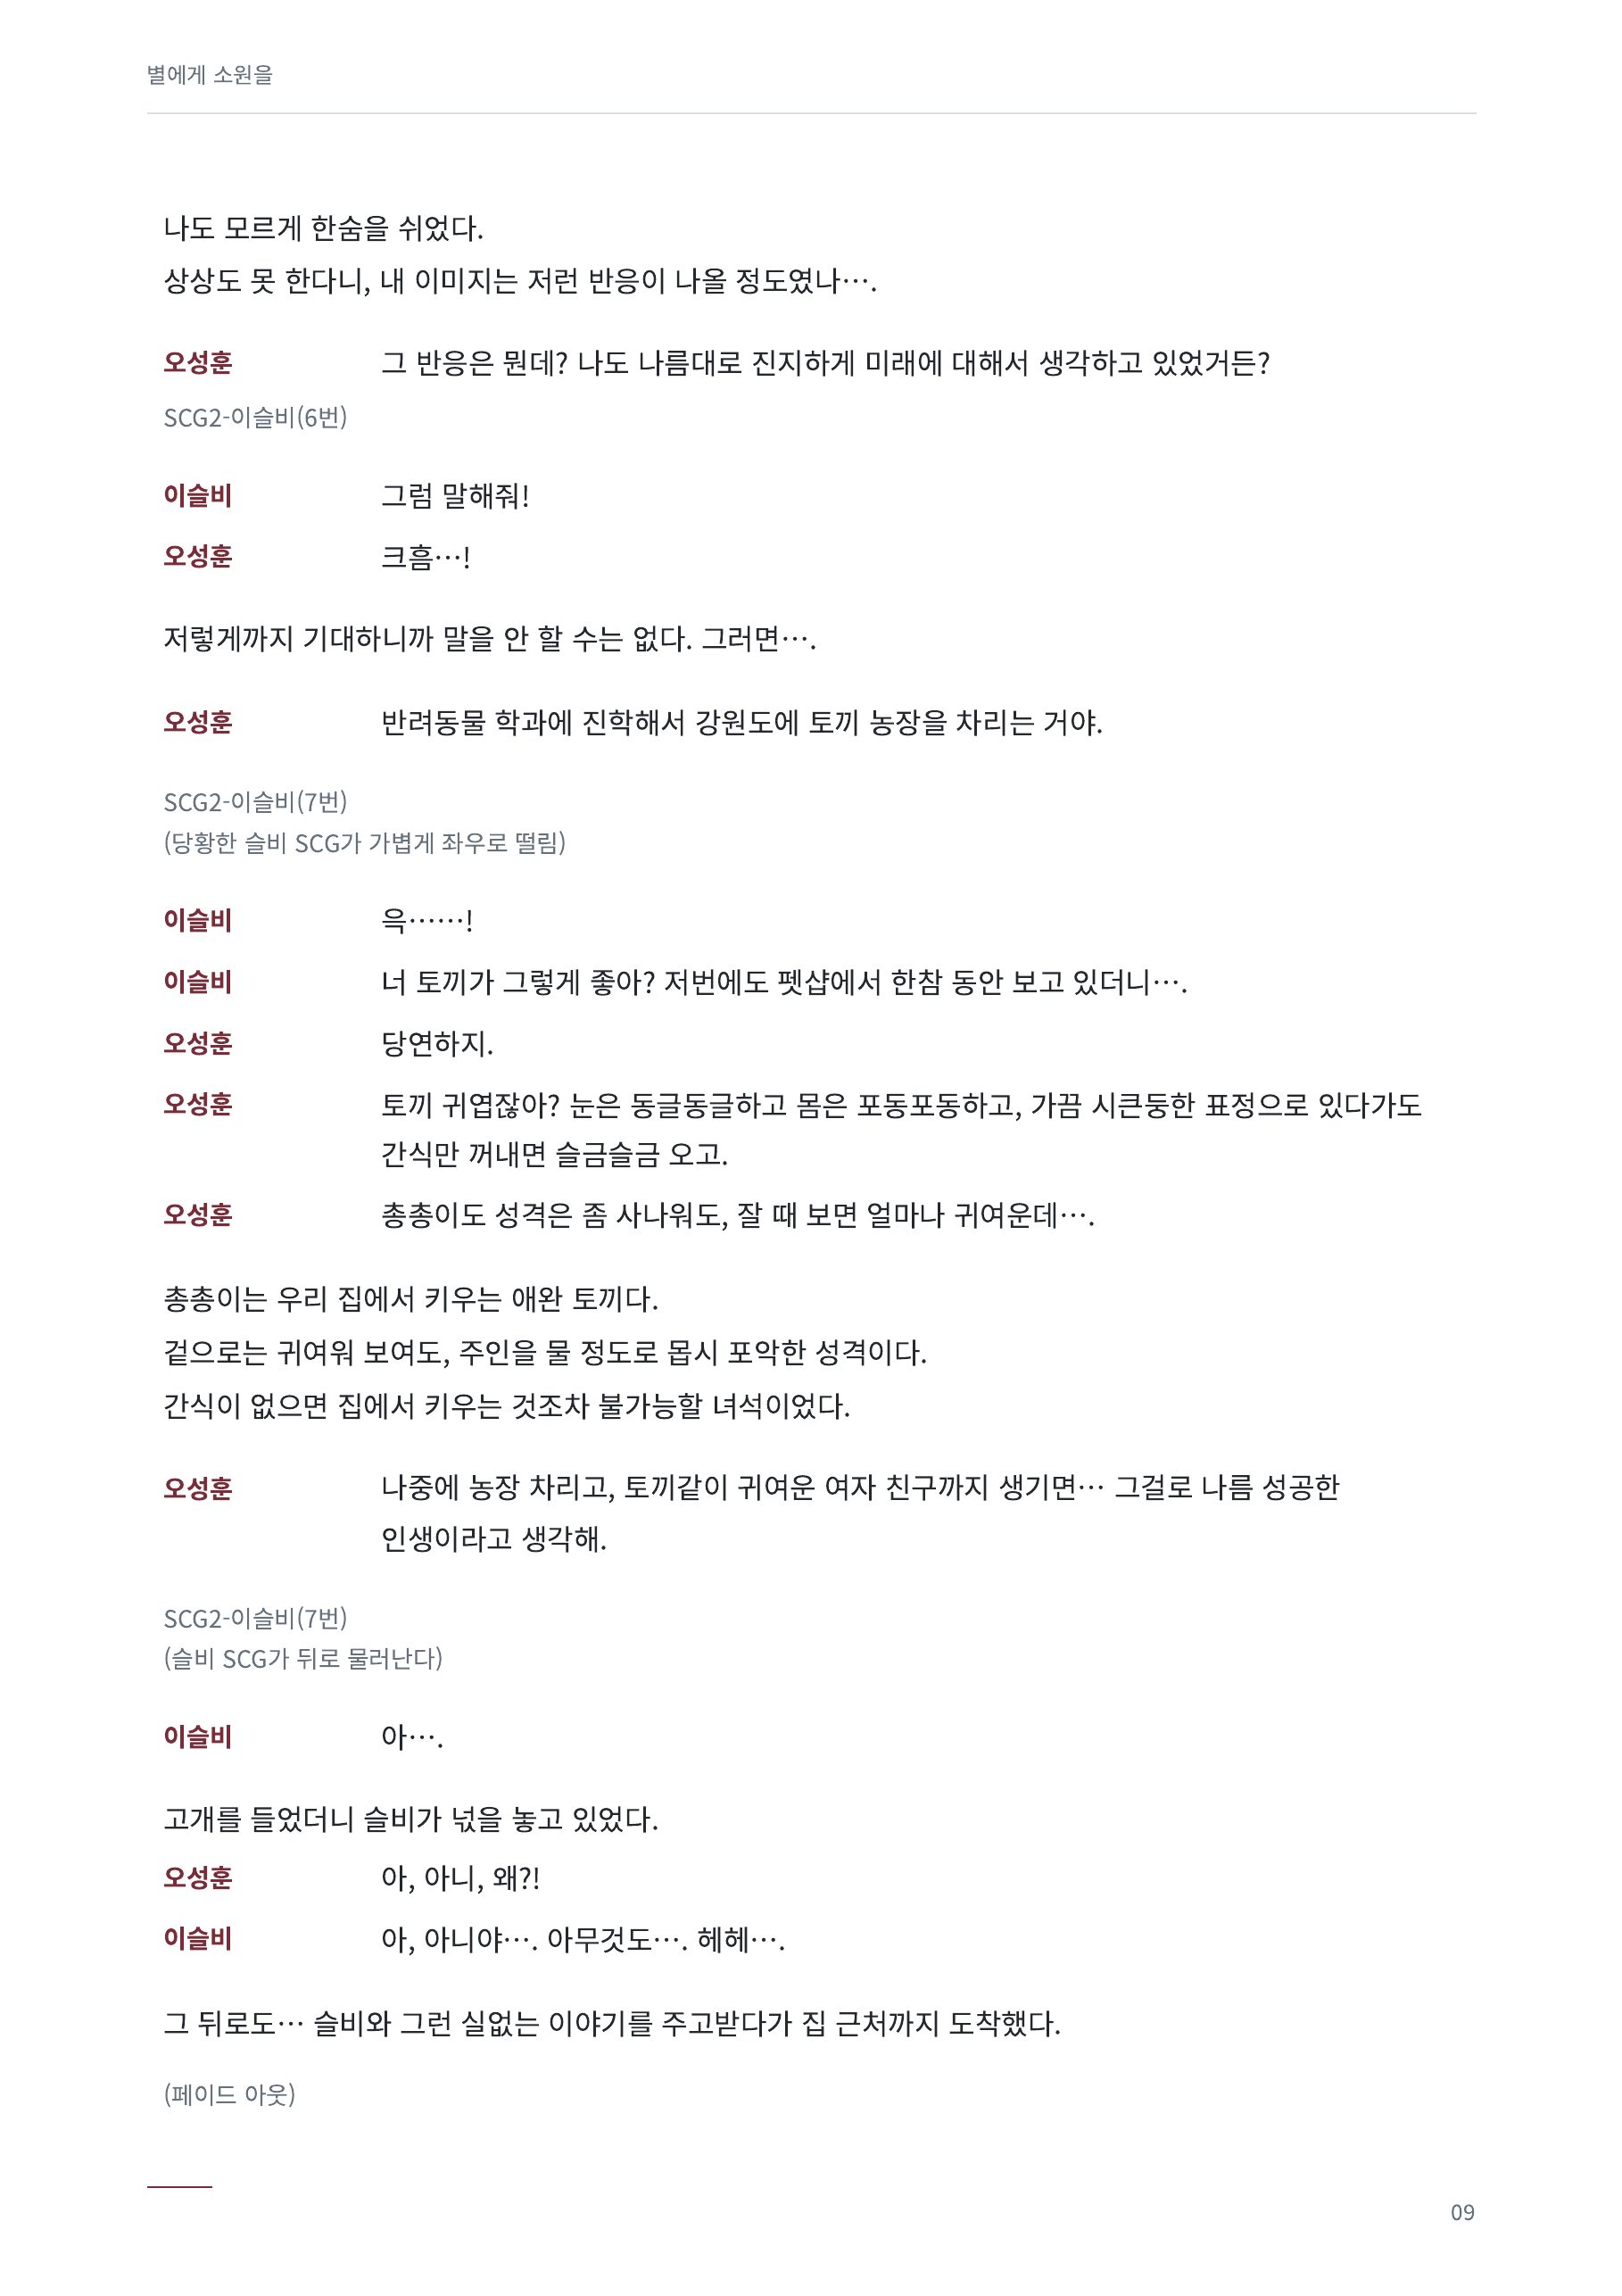 별에게 소원을
나도 모르게 한숨을 쉬었다.
상상도 못 한다니, 내 이미지는 저런 반응이 나올 정도였나….
오성훈 그 반응은 뭔데? 나도 나름대로 진지하게 미래에 대해서 생각하고 있었거든?
SCG2-이슬비(6번)
이슬비 그럼 말해줘!
오성훈 크흠…!
저렇게까지 기대하니까 말을 안 할 수는 없다. 그러면….
오성훈 반려동물 학과에 진학해서 강원도에 토끼 농장을 차리는 거야.
SCG2-이슬비(7번)
(당황한 슬비 SCG가 가볍게 좌우로 떨림)
이슬비 윽……!
이슬비 너 토끼가 그렇게 좋아? 저번에도 펫샵에서 한참 동안 보고 있더니….
오성훈 당연하지.
오성훈 토끼 귀엽잖아? 눈은 동글동글하고 몸은 포동포동하고, 가끔 시큰둥한 표정으로 있다가도
간식만 꺼내면 슬금슬금 오고.
오성훈 총총이도 성격은 좀 사나워도, 잘 때 보면 얼마나 귀여운데….
총총이는 우리 집에서 키우는 애완 토끼다.
겉으로는 귀여워 보여도, 주인을 물 정도로 몹시 포악한 성격이다.
간식이 없으면 집에서 키우는 것조차 불가능할 녀석이었다.
오성훈 나중에 농장 차리고, 토끼같이 귀여운 여자 친구까지 생기면… 그걸로 나름 성공한
인생이라고 생각해.
SCG2-이슬비(7번)
(슬비 SCG가 뒤로 물러난다)
이슬비 아….
고개를 들었더니 슬비가 넋을 놓고 있었다.
오성훈 아, 아니, 왜?!
이슬비 아, 아니야…. 아무것도…. 헤헤….
그 뒤로도… 슬비와 그런 실없는 이야기를 주고받다가 집 근처까지 도착했다.
(페이드 아웃)
09